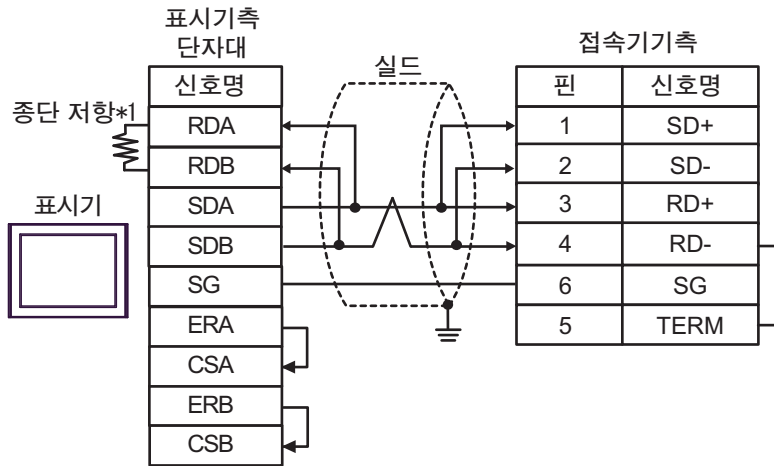 표시기측
단자대
신호명
RDA
RDB
SDA
SDB
SG
ERA
CSA
ERB
CSB
종단 저항*1
표시기
실드
접속기기측
핀 신호명
1 SD+
2 SD-
3 RD+
4 RD-
6 SG
5 TERM